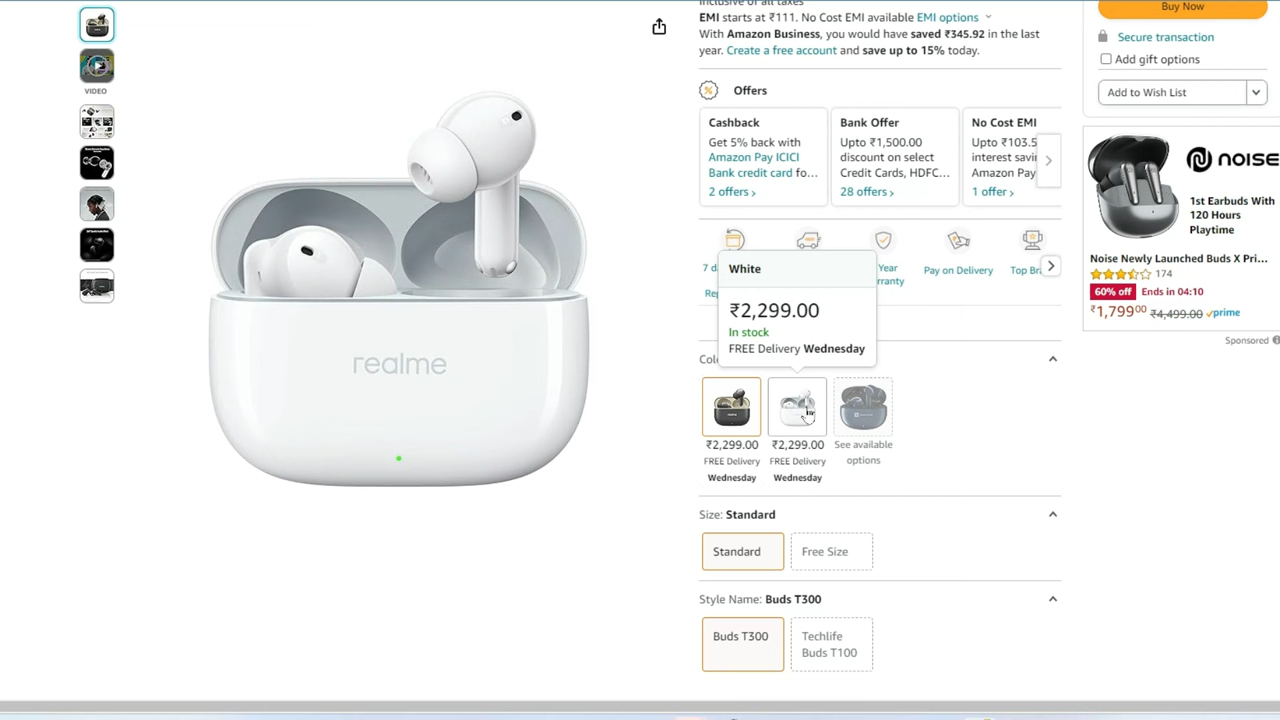 Inclusive of all taxes
EMI starts at ₹111. No Cost EMI available EMI options
With Amazon Business, you would have saved ₹345.92 in the last
year. Create a free account and save up to 15% today.
Offers
Cashback
Get 5% back with
Amazon Pay ICICI
Bank credit card fo…
2 offers ›
Bank Offer
Upto ₹1,500.00
discount on select
Credit Cards, HDFC…
28 offers ›
No Cost EMI
Upto ₹103.5
interest savi
Amazon Pay
1 offer ›
7 d
Rep
Year
rranty
Pay on Delivery
Top Br
White
₹2,299.00
In stock
FREE Delivery Wednesday
Colo
₹2,299.00
FREE Delivery
Wednesday
₹2,299.00
FREE Delivery
Wednesday
See available
options
Size: Standard
Standard
Free Size
Style Name: Buds T300
Buds T300
Techlife
Buds T100
VIDEO
realme
Buy Now
Secure transaction
Add gift options
Add to Wish List
NOISE
1st Earbuds With
120 Hours
Playtime
Noise Newly Launched Buds X Pri...
174
60% off Ends in 04:10
₹1,799⁰⁰ ₹4,499.00 prime
Sponsored